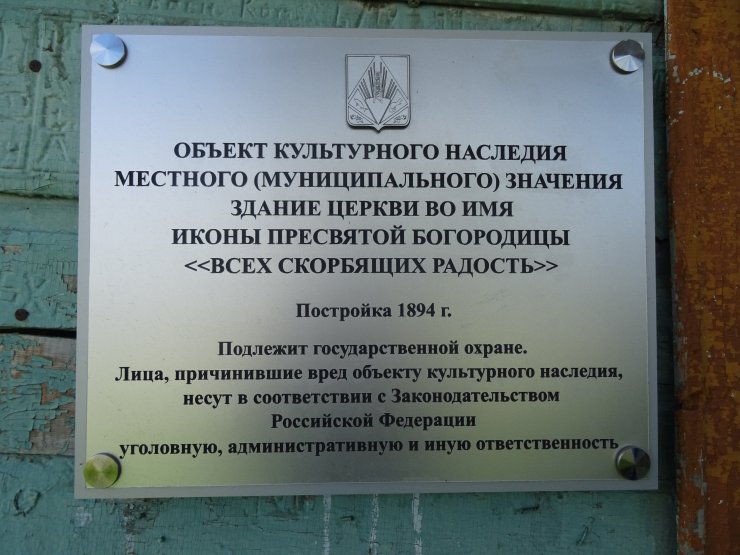 ОБЪЕКТ КУЛЬТУРНОГО НАСЛЕДИЯ
МЕСТНОГО (МУНИЦИПАЛЬНОГО) ЗНАЧЕНИЯ
ЗДАНИЕ ЦЕРКВИ ВО ИМЯ
ИКОНЫ ПРЕСВЯТОЙ БОГОРОДИЦЫ
<<ВСЕХ СКОРБЯЩИХ РАДОСТЬ>>
Постройка 1894 г.
Подлежит государственной охране.
Лица, причинившие вред объекту культурного наследия,
несут в соответствии с Законодательством
Российской Федерации
уголовную, административную и иную ответственность